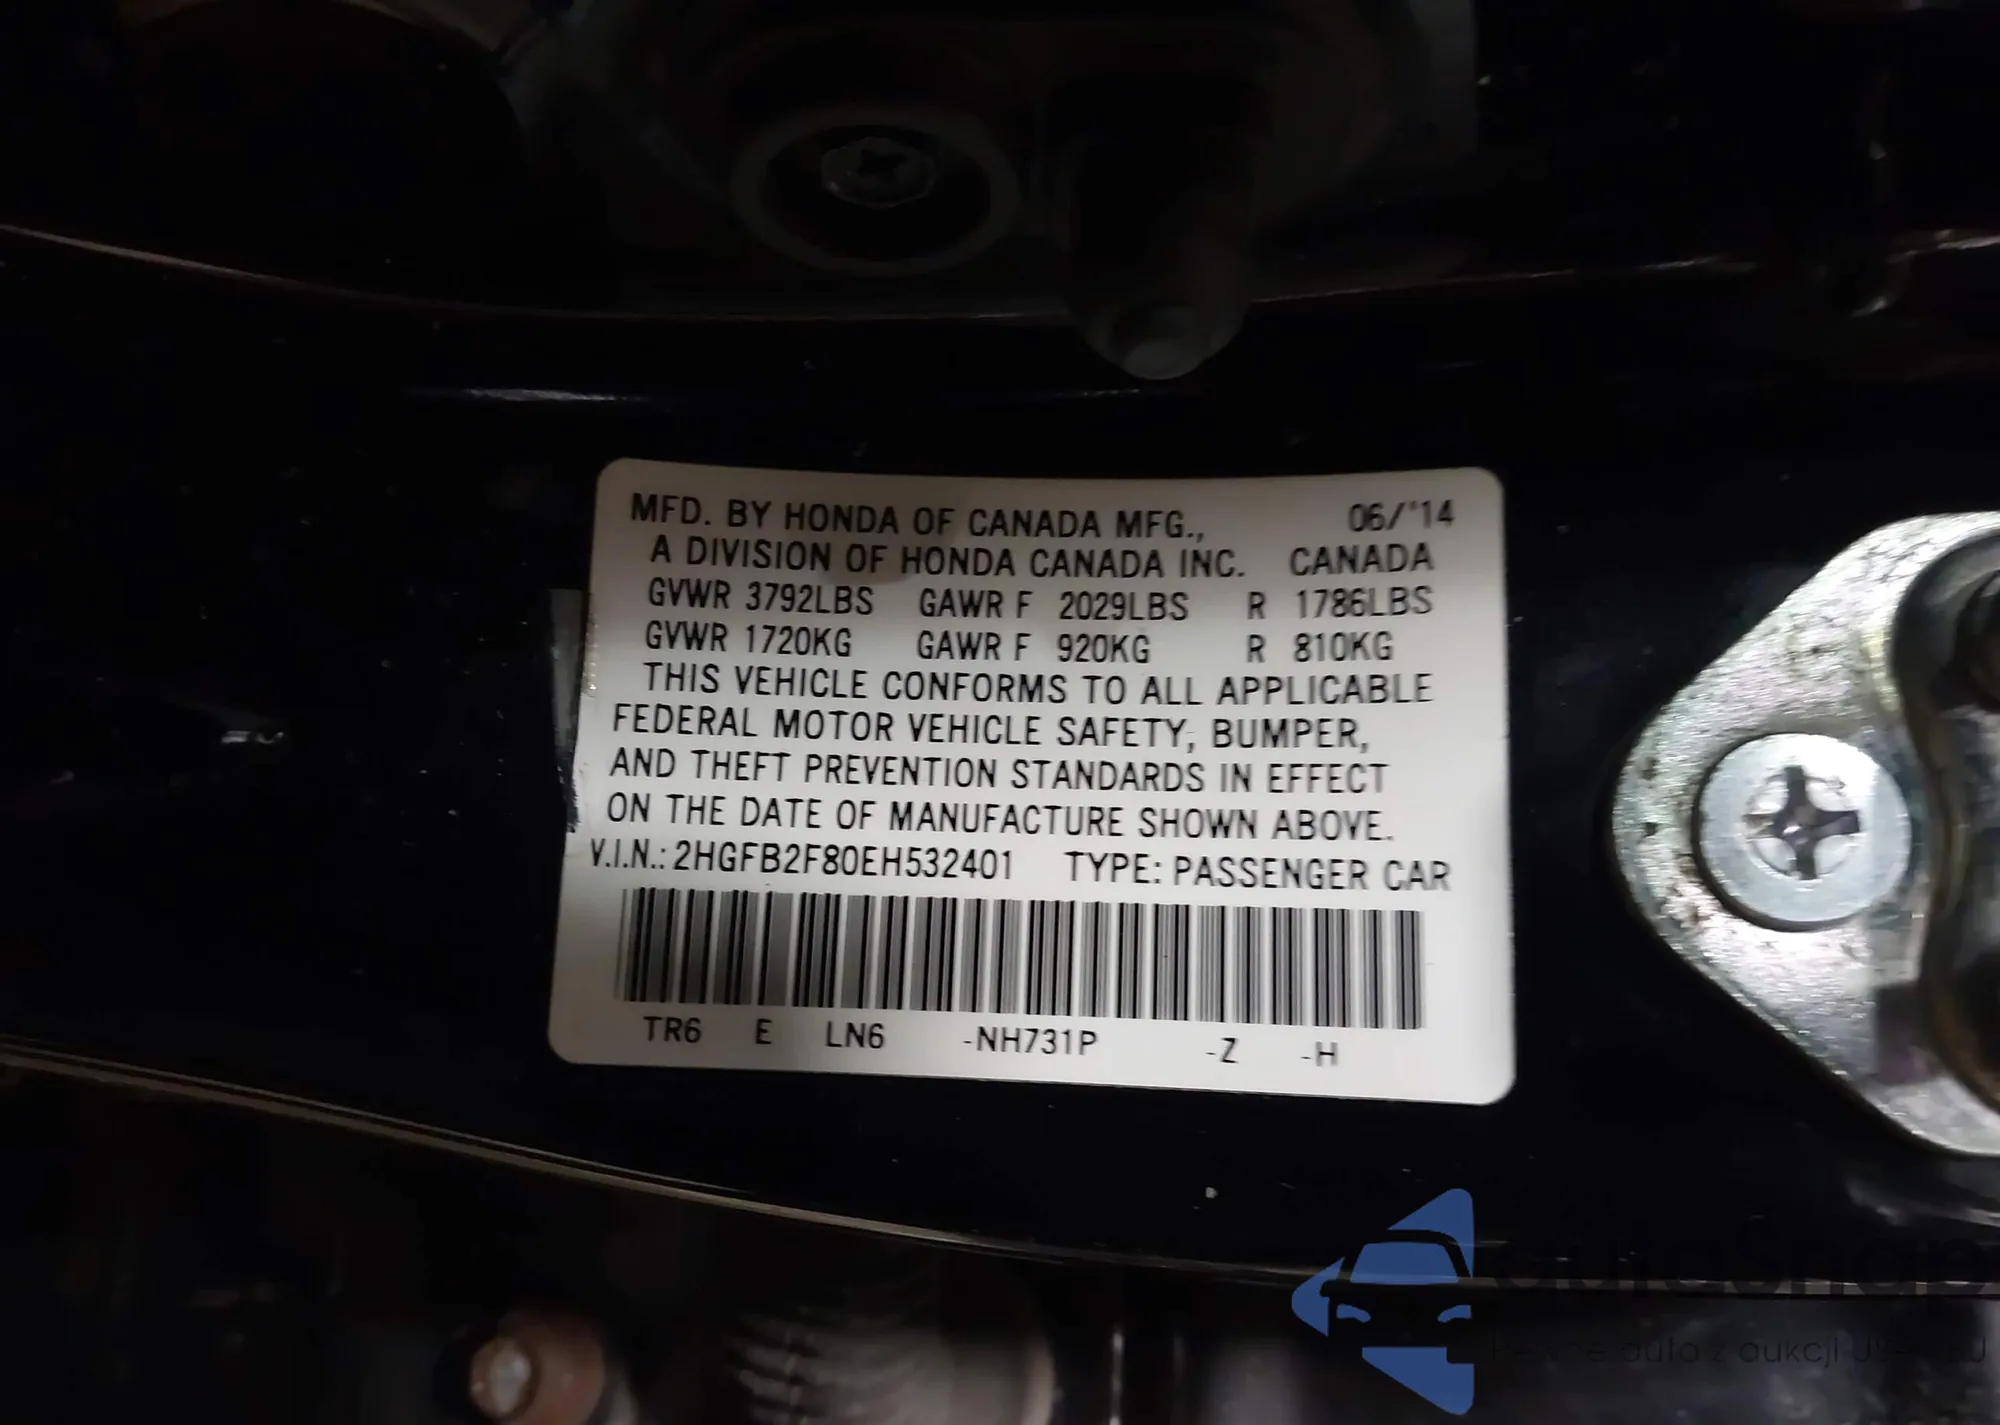 MFD. BY HONDA OF CANADA MFG., 06/'14
A DIVISION OF HONDA CANADA INC. CANADA
GVWR 3792LBS GAWR F 2029LBS R 1786LBS
GVWR 1720KG GAWR F 920KG R 810KG
THIS VEHICLE CONFORMS TO ALL APPLICABLE
FEDERAL MOTOR VEHICLE SAFETY, BUMPER,
AND THEFT PREVENTION STANDARDS IN EFFECT
ON THE DATE OF MANUFACTURE SHOWN ABOVE.
V.I.N.: 2HGFB2F80EH532401 TYPE: PASSENGER CAR
TR6 E LN6 -NH731P -Z -H
auta z aukcji